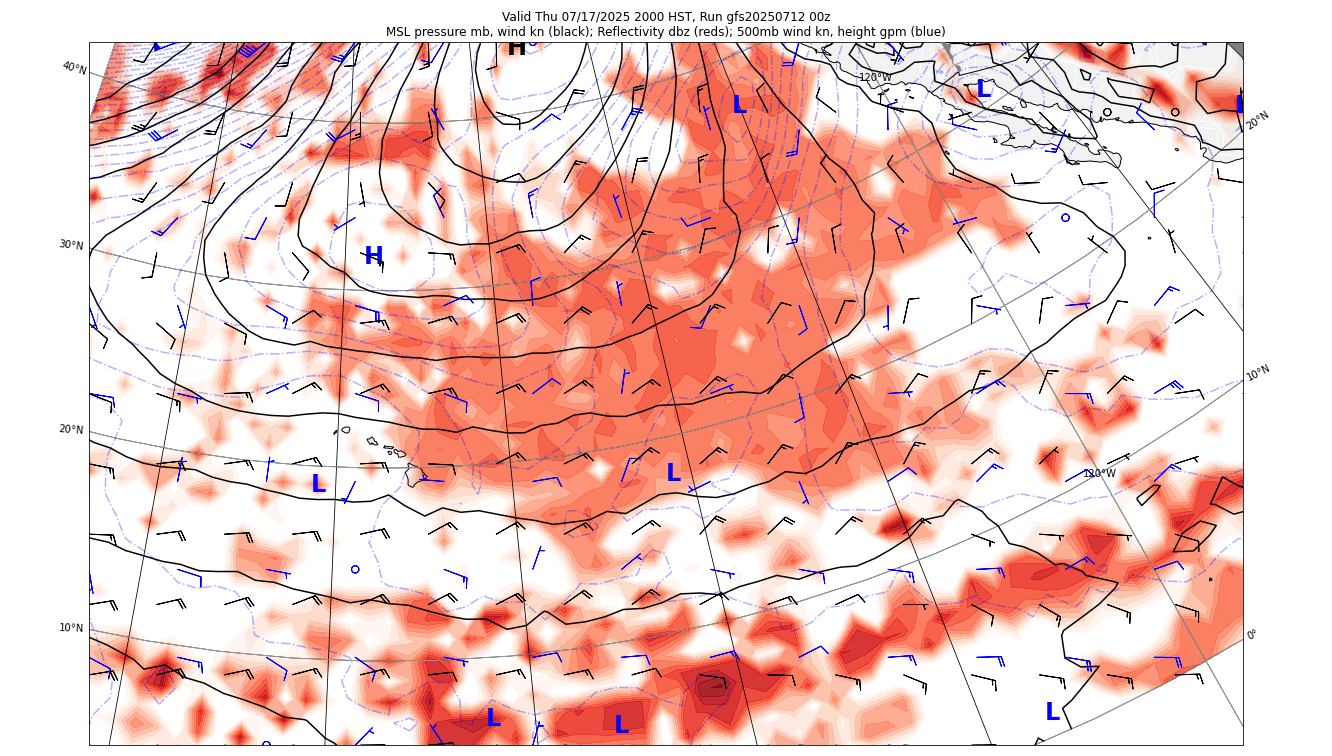 Valid Thu 07/17/2025 2000 HST, Run gfs20250712 00z
MSL pressure mb, wind kn (black); Reflectivity dbz (reds); 500mb wind kn, height gpm (blue)
H
40°N
120°W
L
L
L
20°N
30°N
H
10°N
20°N
L
L
120°W
10°N
0°
L
L
L